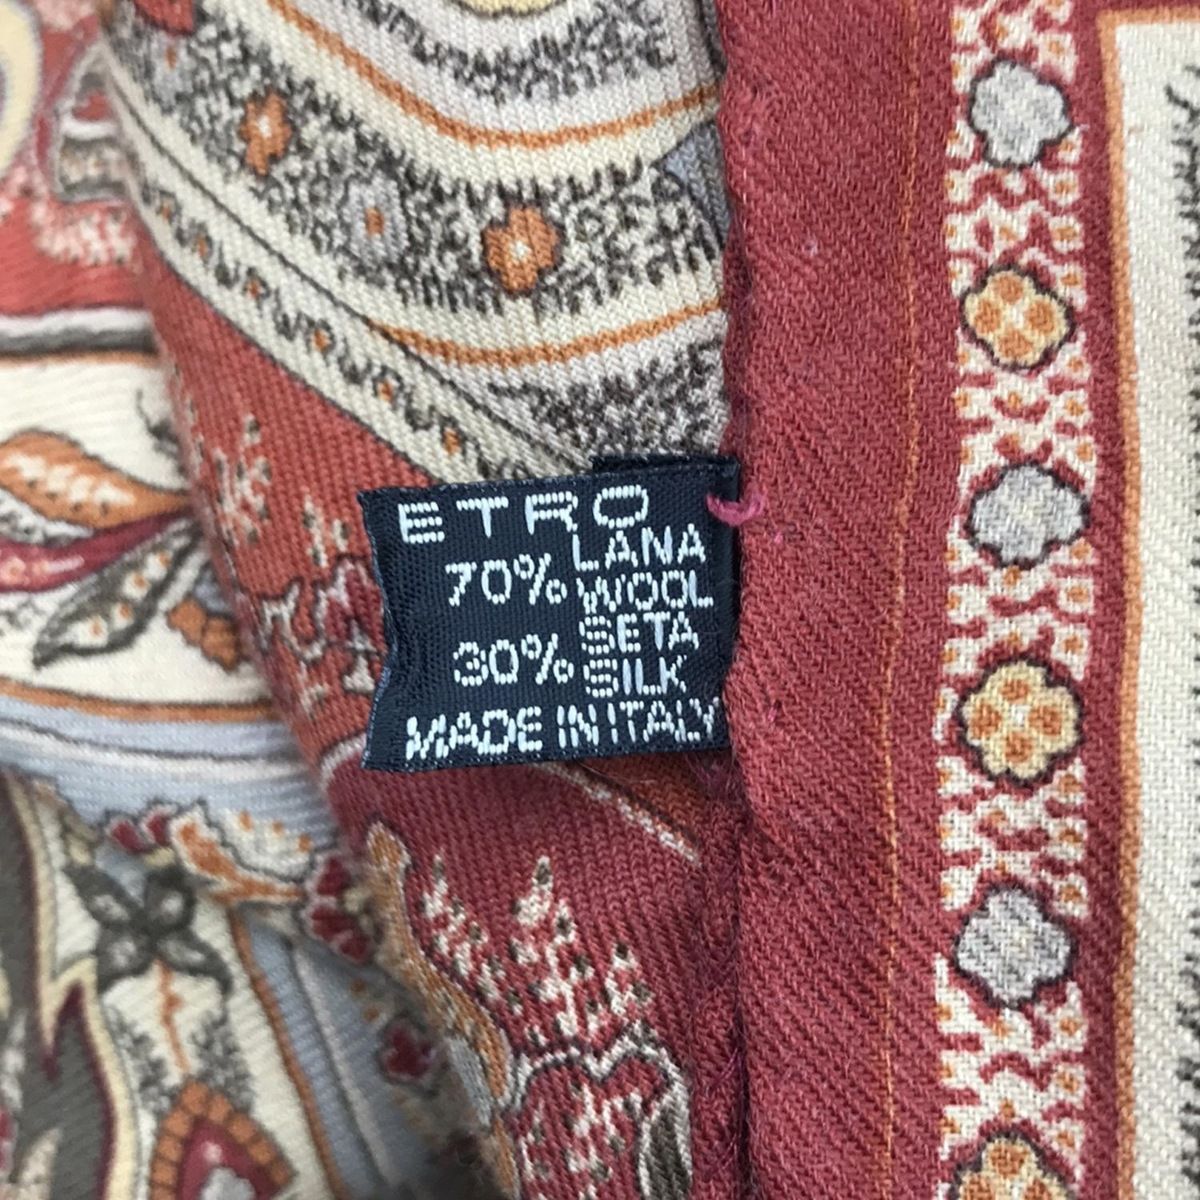 ETRO
70% LANA
WOOL
30% SETA
SILK
MADE IN ITALY